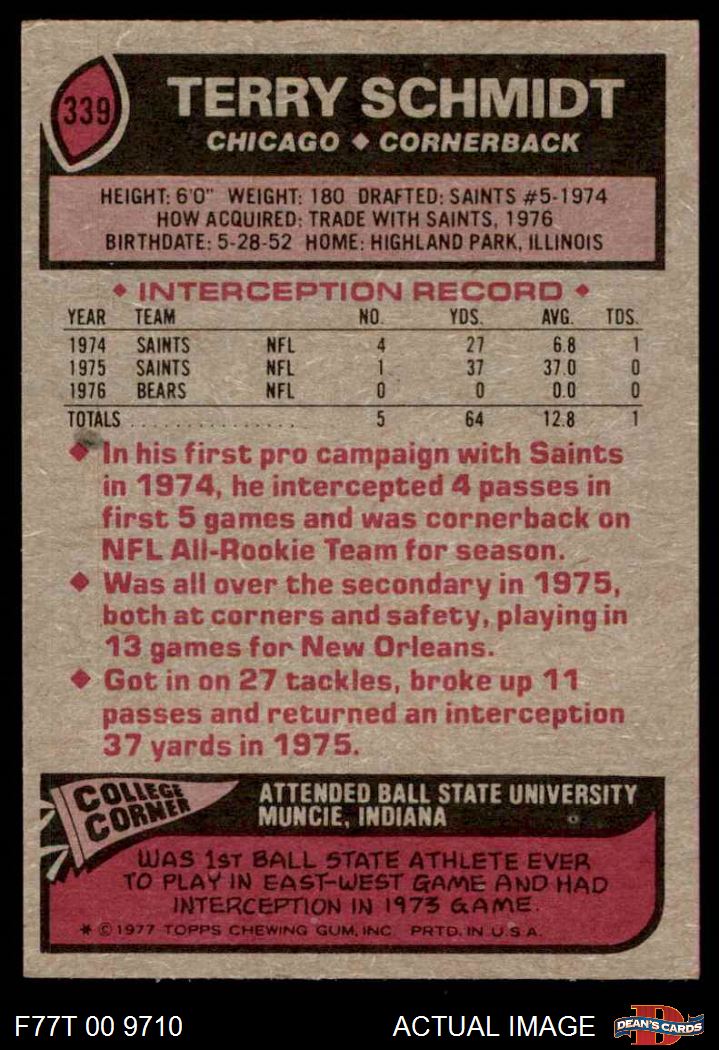 339
TERRY SCHMIDT
CHICAGO ◆ CORNERBACK
HEIGHT: 6'0" WEIGHT: 180 DRAFTED: SAINTS #5-1974
HOW ACQUIRED: TRADE WITH SAINTS, 1976
BIRTHDATE: 5-28-52 HOME: HIGHLAND PARK, ILLINOIS
◆ INTERCEPTION RECORD ◆
YEAR TEAM NO. YDS. AVG. TDS.
1974 SAINTS NFL 4 27 6.8 1
1975 SAINTS NFL 1 37 37.0 0
1976 BEARS NFL 0 0 0.0 0
TOTALS . . . . . . . . . . . . . . 5 64 12.8 1
◆ In his first pro campaign with Saints
in 1974, he intercepted 4 passes in
first 5 games and was cornerback on
NFL All-Rookie Team for season.
◆ Was all over the secondary in 1975,
both at corners and safety, playing in
13 games for New Orleans.
◆ Got in on 27 tackles, broke up 11
passes and returned an interception
37 yards in 1975.
COLLEGE
CORNER
ATTENDED BALL STATE UNIVERSITY
MUNCIE, INDIANA
WAS 1ST BALL STATE ATHLETE EVER
TO PLAY IN EAST-WEST GAME AND HAD
INTERCEPTION IN 1973 GAME.
* © 1977 TOPPS CHEWING GUM, INC. PRTD. IN U.S.A.
F77T 00 9710
ACTUAL IMAGE
D
DEAN'S CARDS